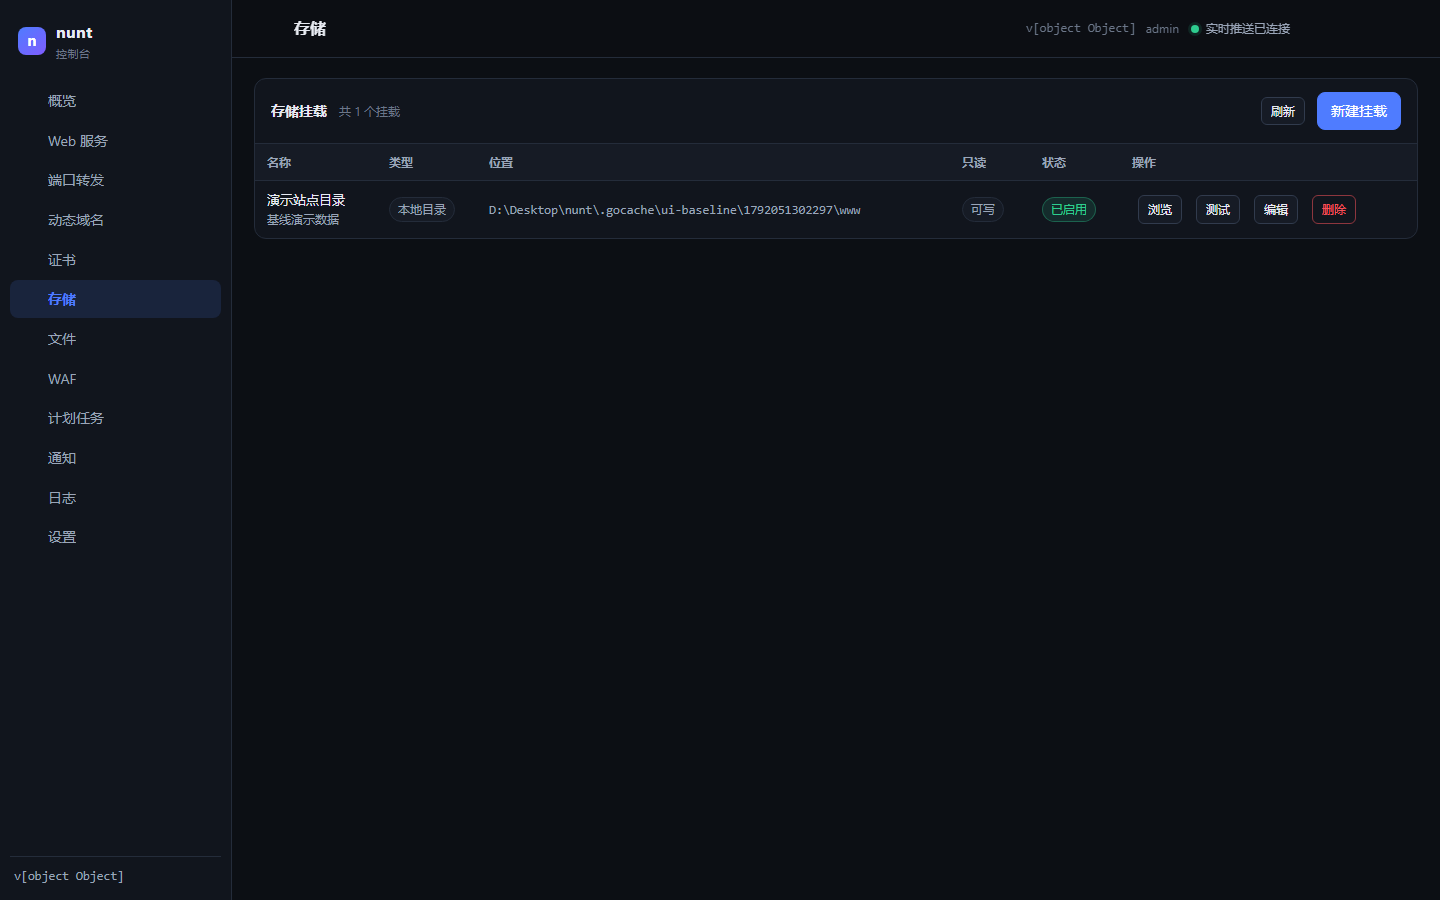 n
nunt
控制台
概览
Web 服务
端口转发
动态域名
证书
存储
文件
WAF
计划任务
通知
日志
设置
v[object Object]
存储
v[object Object] admin 实时推送已连接
存储挂载 共 1 个挂载 刷新 新建挂载
名称 类型 位置 只读 状态 操作
演示站点目录 本地目录 D:\Desktop\nunt\.gocache\ui-baseline\1792051302297\www 可写 已启用 浏览 测试 编辑 删除
基线演示数据